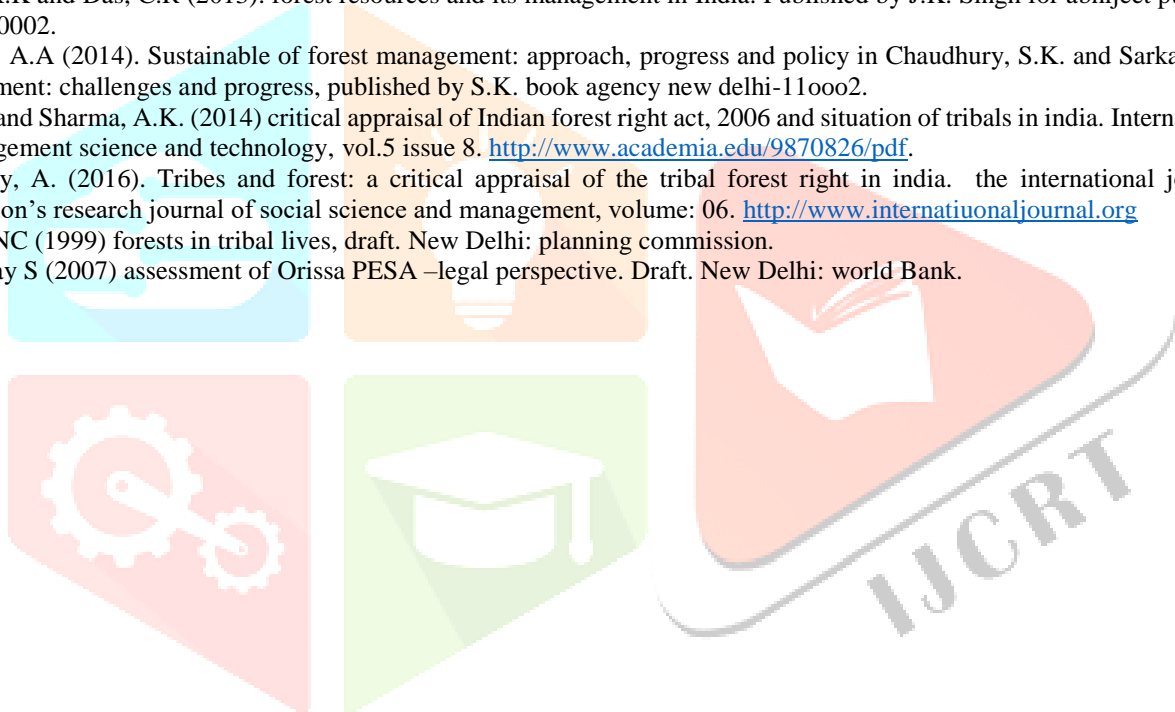 and Das, C.R forest resources and its management in India. Published by J.K. Singh for abhijeet
0002.
A.A (2014). Sustainable of forest management: approach, progress and policy in Chaudhury, S.K. and Sarka
ment: challenges and progress, published by S.K. book agency new delhi-11ooo2.
and Sharma, A.K. (2014) critical appraisal of Indian forest right act, 2006 and situation of tribals in india. Intern
gement science and technology, vol.5 issue 8. http://www.academia.edu/9870826/pdf.
y, A. (2016). Tribes and forest: a critical appraisal of the tribal forest right in india. the international j
ion’s research journal of social science and management, volume: 06. http://www.internatiuonaljournal.org
NC (1999) forests in tribal lives, draft. New Delhi: planning commission.
ay S (2007) assessment of Orissa PESA –legal perspective. Draft. New Delhi: world Bank.
IJCRT